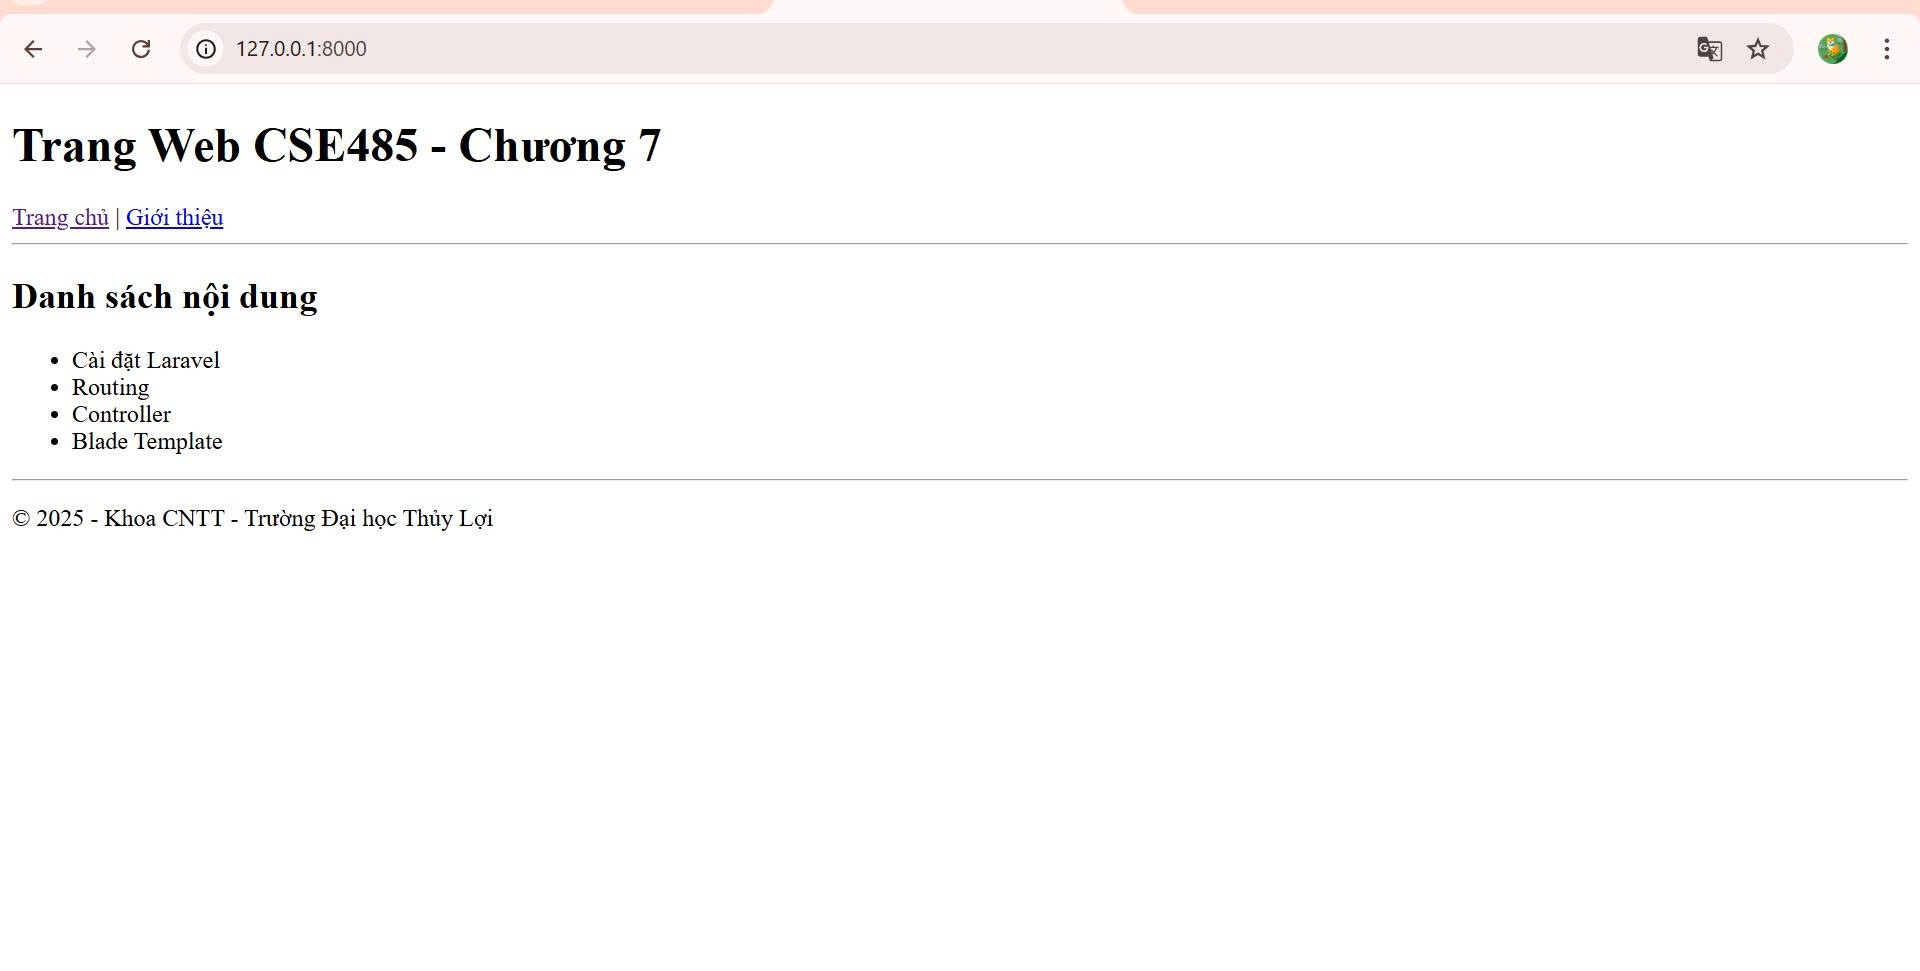 127.0.0.1:8000
Trang Web CSE485 - Chương 7
Trang chủ | Giới thiệu
Danh sách nội dung
Cài đặt Laravel
Routing
Controller
Blade Template
© 2025 - Khoa CNTT - Trường Đại học Thủy Lợi